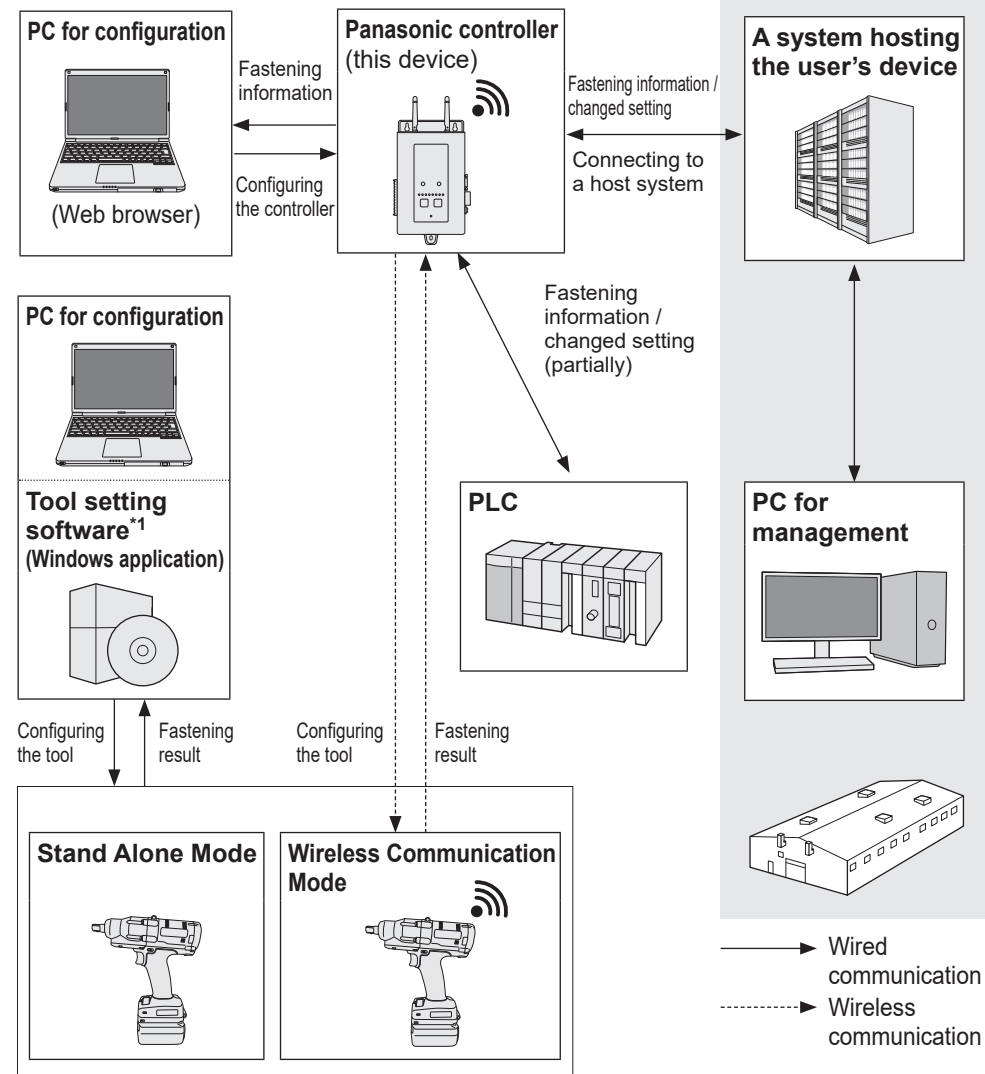 PC for configuration
(Web browser)
Fastening
information
Configuring
the controller
Panasonic controller
(this device)
Fastening information /
changed setting
Connecting to
a host system
A system hosting
the user's device
Fastening
information /
changed setting
(partially)
PC for configuration
Tool setting
software*1
(Windows application)
PLC
PC for
management
Configuring
the tool
Fastening
result
Configuring
the tool
Fastening
result
Stand Alone Mode
Wireless Communication
Mode
Wired
communication
Wireless
communication